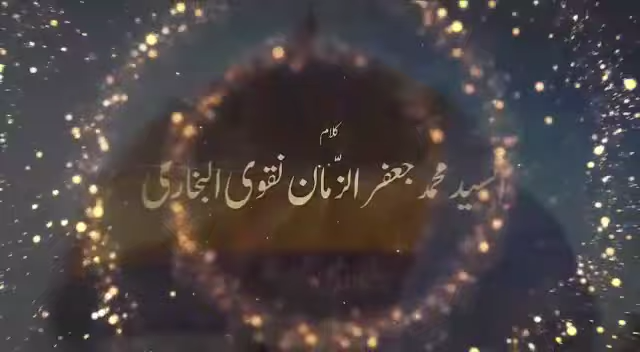 کلام
السید محمد جعفر الزّمان نقوی البخاری